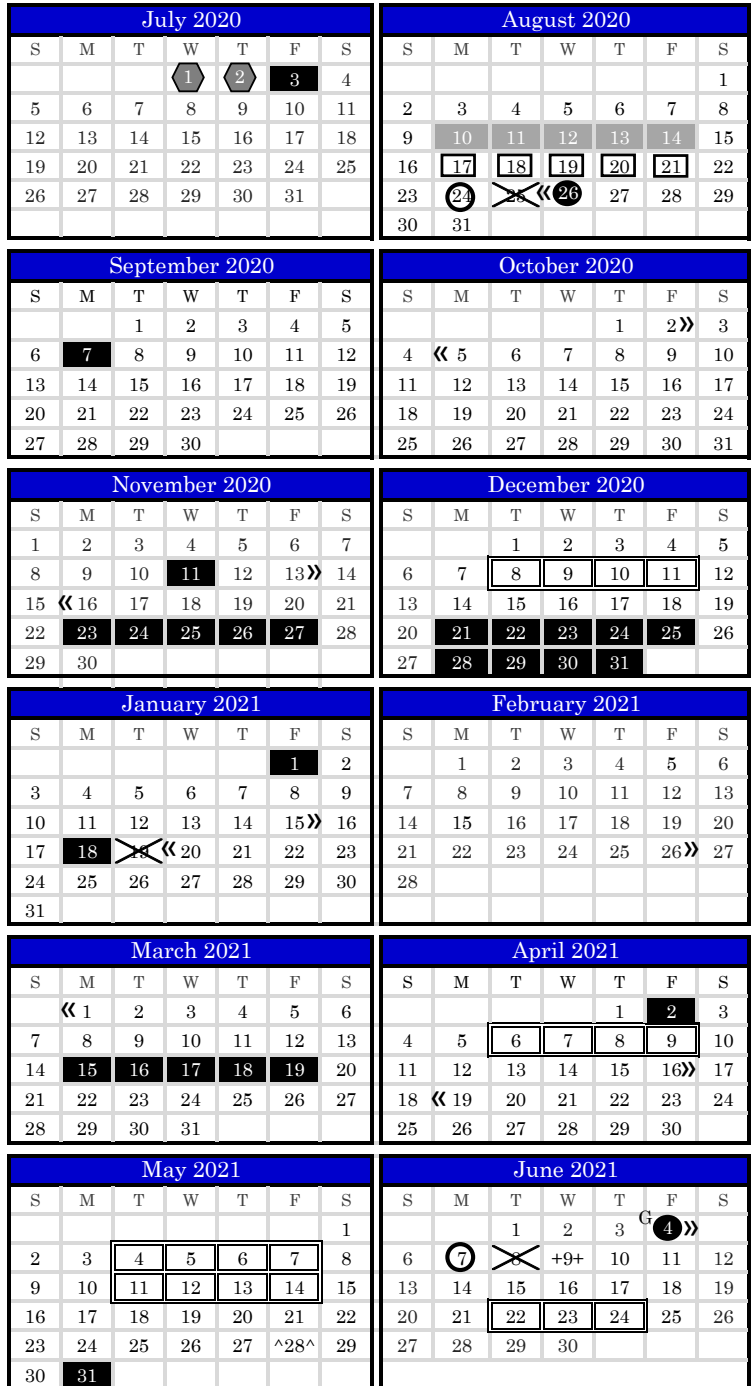 July 2020
S M T W T F S
1 2 3 4
5 6 7 8 9 10 11
12 13 14 15 16 17 18
19 20 21 22 23 24 25
26 27 28 29 30 31
August 2020
S M T W T F S
1
2 3 4 5 6 7 8
9 10 11 12 13 14 15
16 17 18 19 20 21 22
23 24 25 «26 27 28 29
30 31
September 2020
S M T W T F S
1 2 3 4 5
6 7 8 9 10 11 12
13 14 15 16 17 18 19
20 21 22 23 24 25 26
27 28 29 30
October 2020
S M T W T F S
1 2» 3
4 « 5 6 7 8 9 10
11 12 13 14 15 16 17
18 19 20 21 22 23 24
25 26 27 28 29 30 31
November 2020
S M T W T F S
1 2 3 4 5 6 7
8 9 10 11 12 13» 14
15 « 16 17 18 19 20 21
22 23 24 25 26 27 28
29 30
December 2020
S M T W T F S
1 2 3 4 5
6 7 8 9 10 11 12
13 14 15 16 17 18 19
20 21 22 23 24 25 26
27 28 29 30 31
January 2021
S M T W T F S
1 2
3 4 5 6 7 8 9
10 11 12 13 14 15» 16
17 18 19 « 20 21 22 23
24 25 26 27 28 29 30
31
February 2021
S M T W T F S
1 2 3 4 5 6
7 8 9 10 11 12 13
14 15 16 17 18 19 20
21 22 23 24 25 26» 27
28
March 2021
S M T W T F S
« 1 2 3 4 5 6
7 8 9 10 11 12 13
14 15 16 17 18 19 20
21 22 23 24 25 26 27
28 29 30 31
April 2021
S M T W T F S
1 2 3
4 5 6 7 8 9 10
11 12 13 14 15 16» 17
18 « 19 20 21 22 23 24
25 26 27 28 29 30
May 2021
S M T W T F S
1
2 3 4 5 6 7 8
9 10 11 12 13 14 15
16 17 18 19 20 21 22
23 24 25 26 27 ^28^ 29
30 31
June 2021
S M T W T F S
1 2 3 G 4 » 5
6 7 8 +9+ 10 11 12
13 14 15 16 17 18 19
20 21 22 23 24 25 26
27 28 29 30